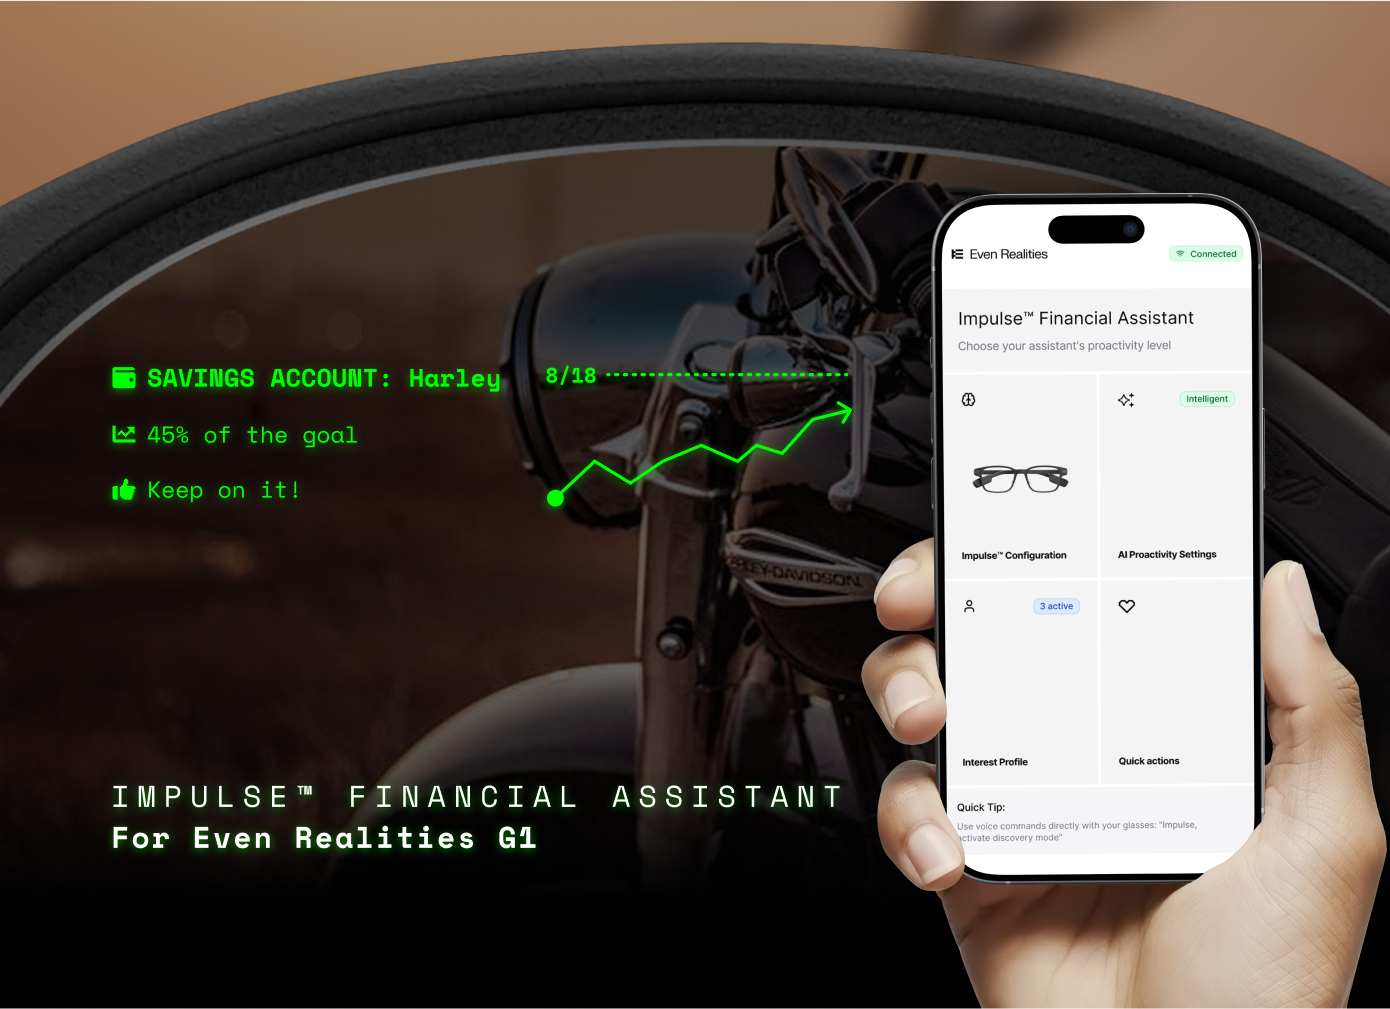 SAVINGS ACCOUNT: Harley
8/18
45% of the goal
Keep on it!
IMPULSE™ FINANCIAL ASSISTANT
For Even Realities G1
Even Realities
Connected
Impulse™ Financial Assistant
Choose your assistant's proactivity level
Intelligent
Impulse™ Configuration
AI Proactivity Settings
3 active
Interest Profile
Quick actions
Quick Tip:
Use voice commands directly with your glasses: "Impulse,
activate discovery mode"
LEY-DAVIDSON